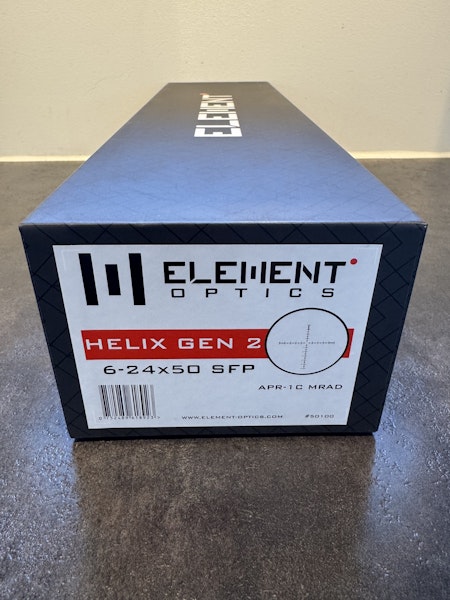 ELEMENT
ELEMENT
OPTICS
HELIX GEN 2
6-24x50 SFP
APR-1C MRAD
WWW.ELEMENT-OPTICS.COM
#50100